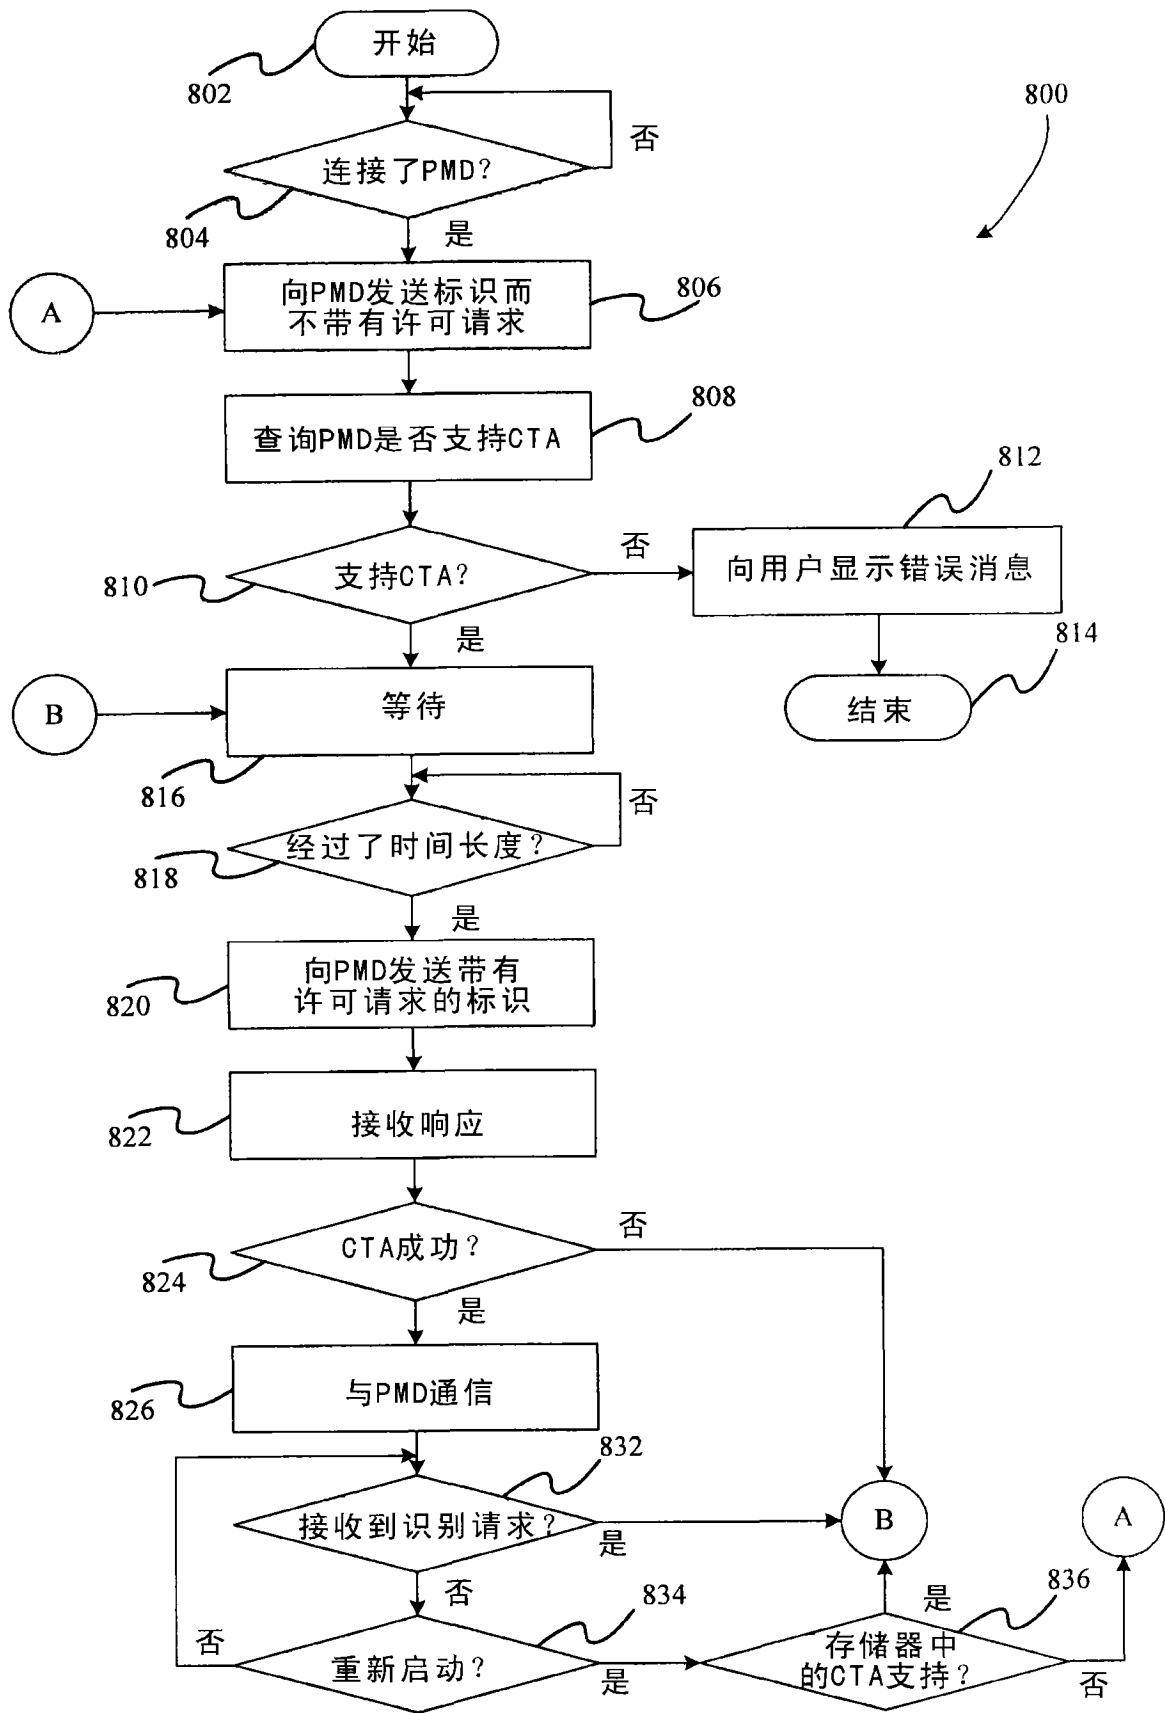 开始
802
800
否
连接了PMD？
804
是
A
向PMD发送标识而
不带有许可请求
806
808
查询PMD是否支持CTA
812
否
向用户显示错误消息
810
支持CTA？
是
814
B
等待
结束
816
否
经过了时间长度？
818
是
820
向PMD发送带有
许可请求的标识
822
接收响应
否
CTA成功？
824
是
826
与PMD通信
832
接收到识别请求？
是
B
A
否
834
是
836
否
重新启动？
是
存储器中
的CTA支持？
否